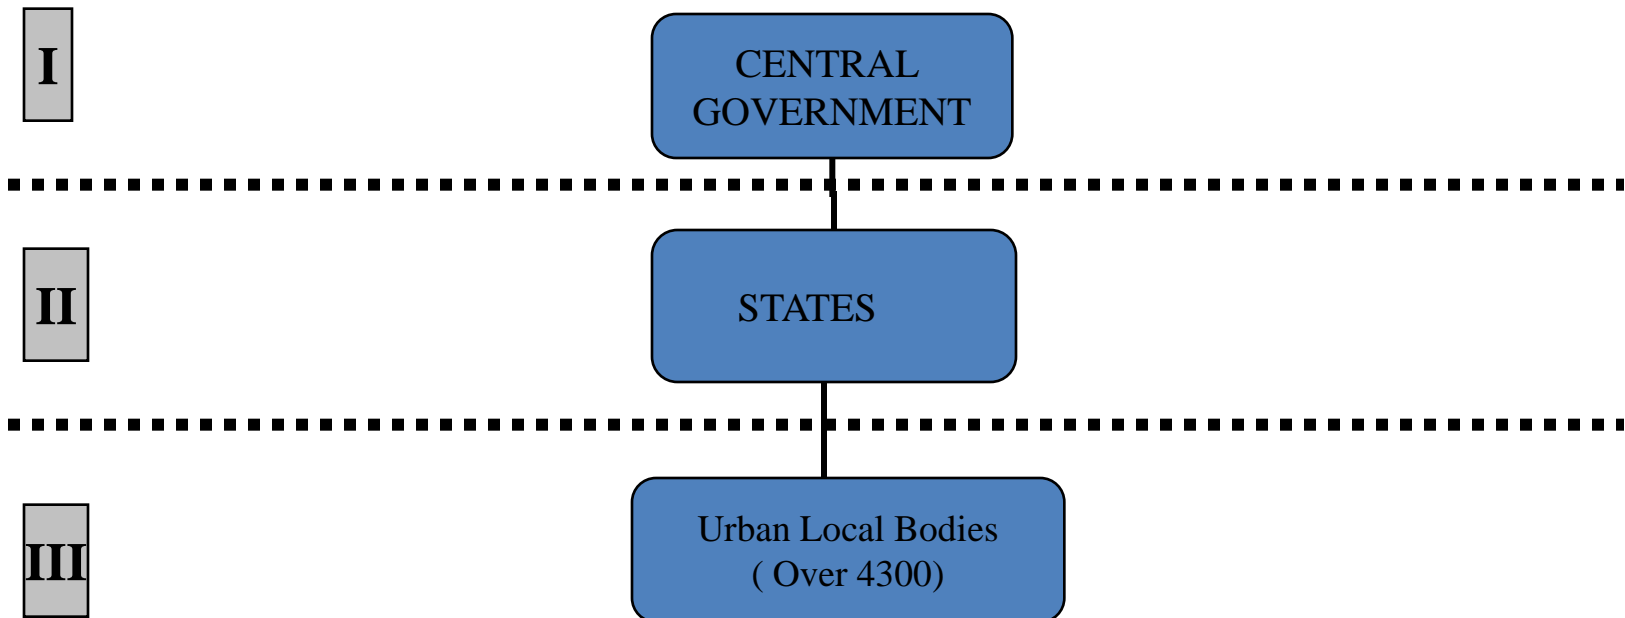 I
CENTRAL
GOVERNMENT
II
STATES
III
Urban Local Bodies
( Over 4300)